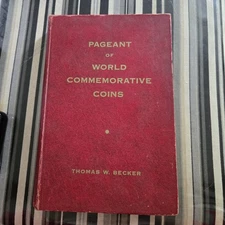 PAGEANT
OF
WORLD
COMMEMORATIVE
COINS
THOMAS W. BECKER